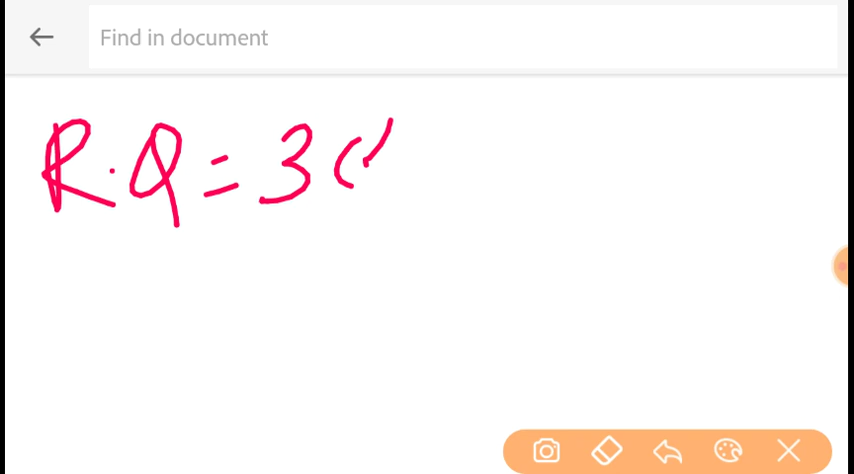 Find in document
R.Q = 3